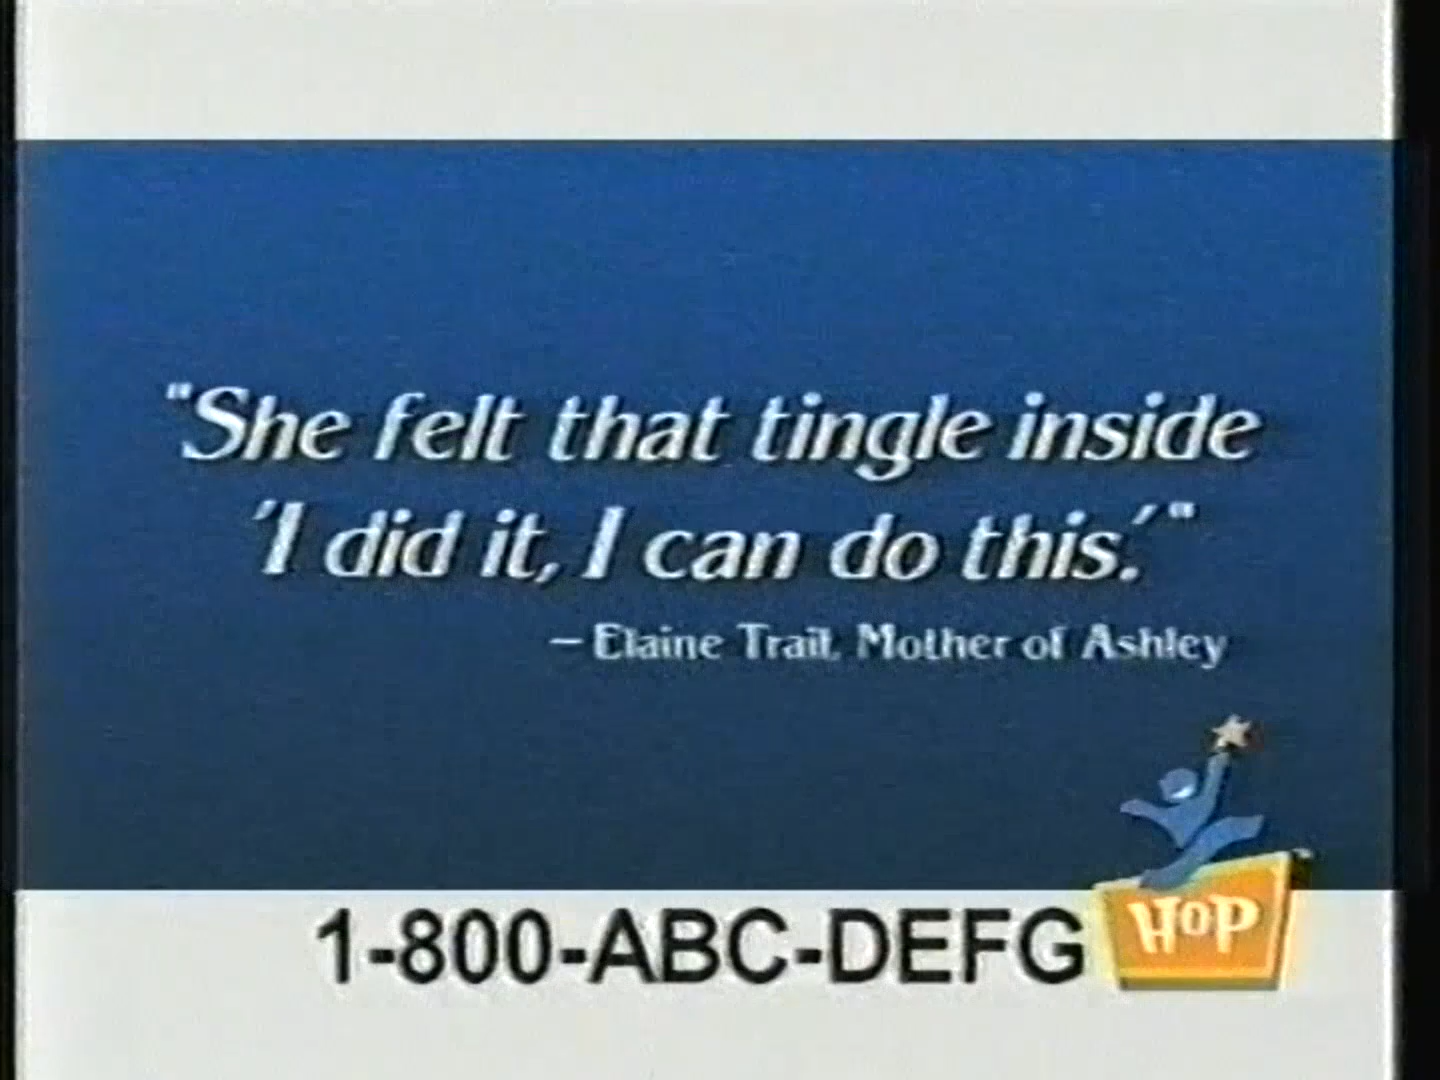 "She felt that tingle inside
'I did it, I can do this.'"
– Elaine Trail, Mother of Ashley
1-800-ABC-DEFG
HOP